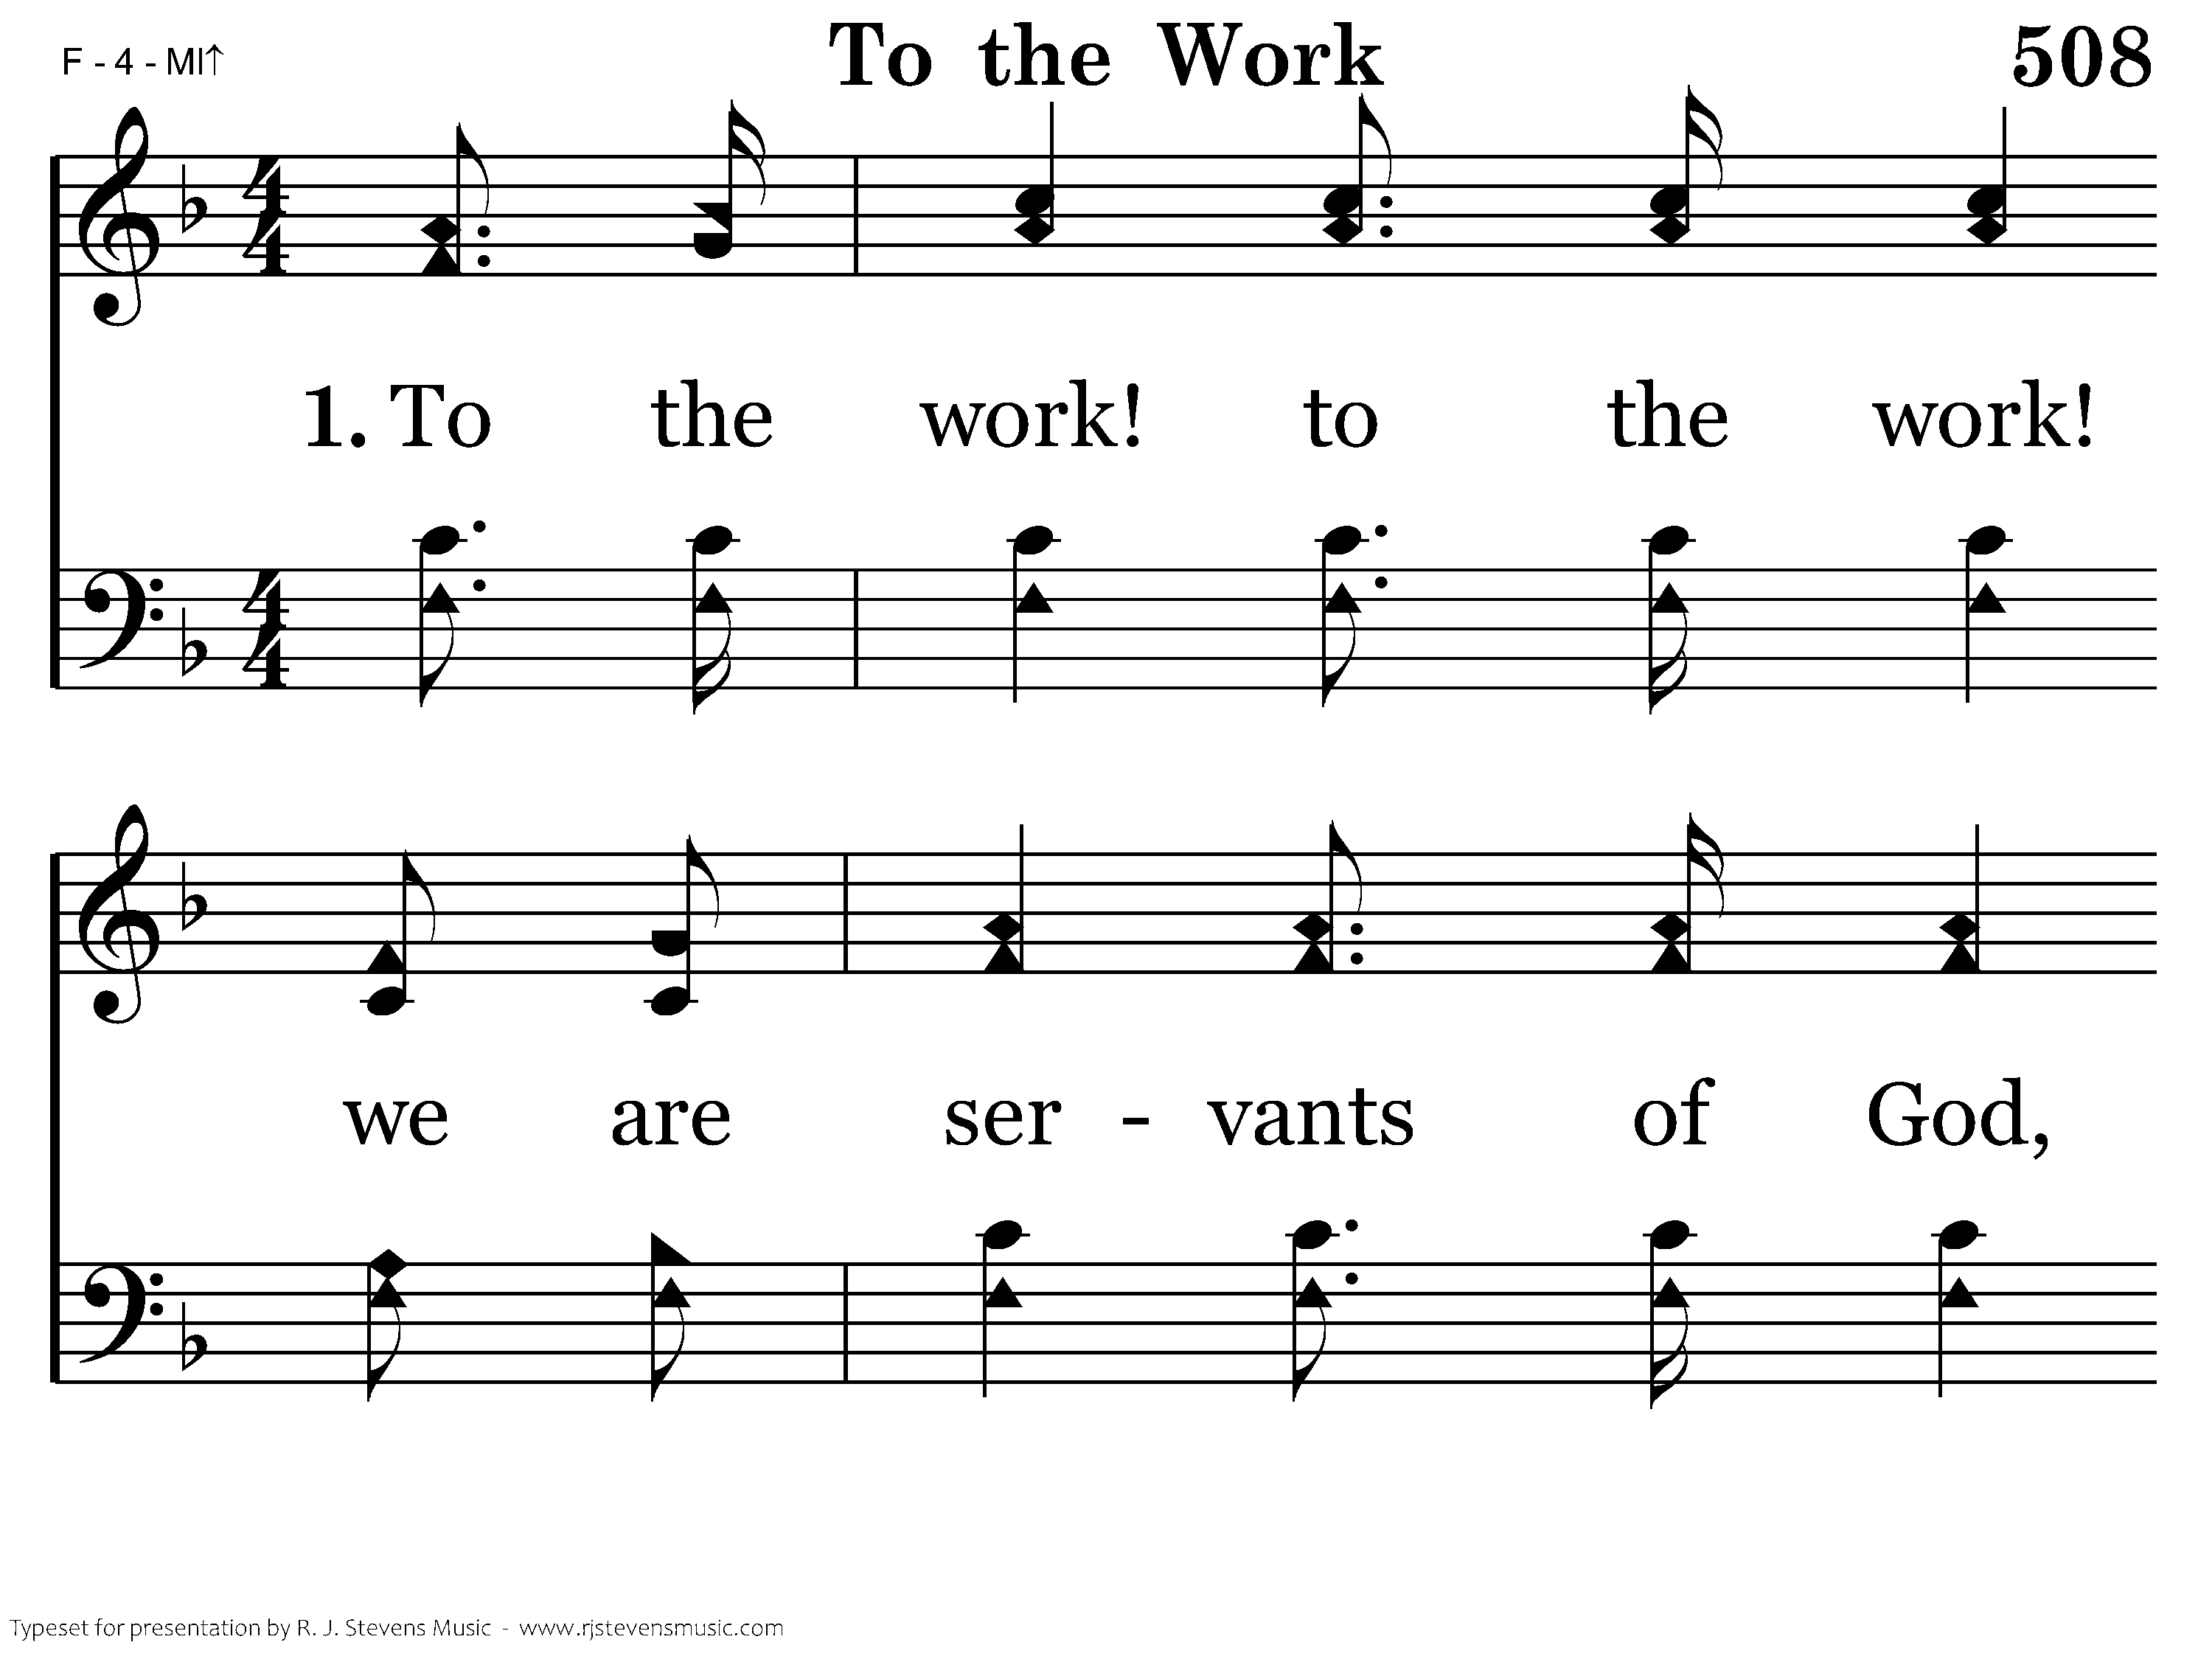 F - 4 - MI↑ To the Work 508
1. To the work! to the work!
we are ser - vants of God,
Typeset for presentation by R. J. Stevens Music - www.rjstevensmusic.com